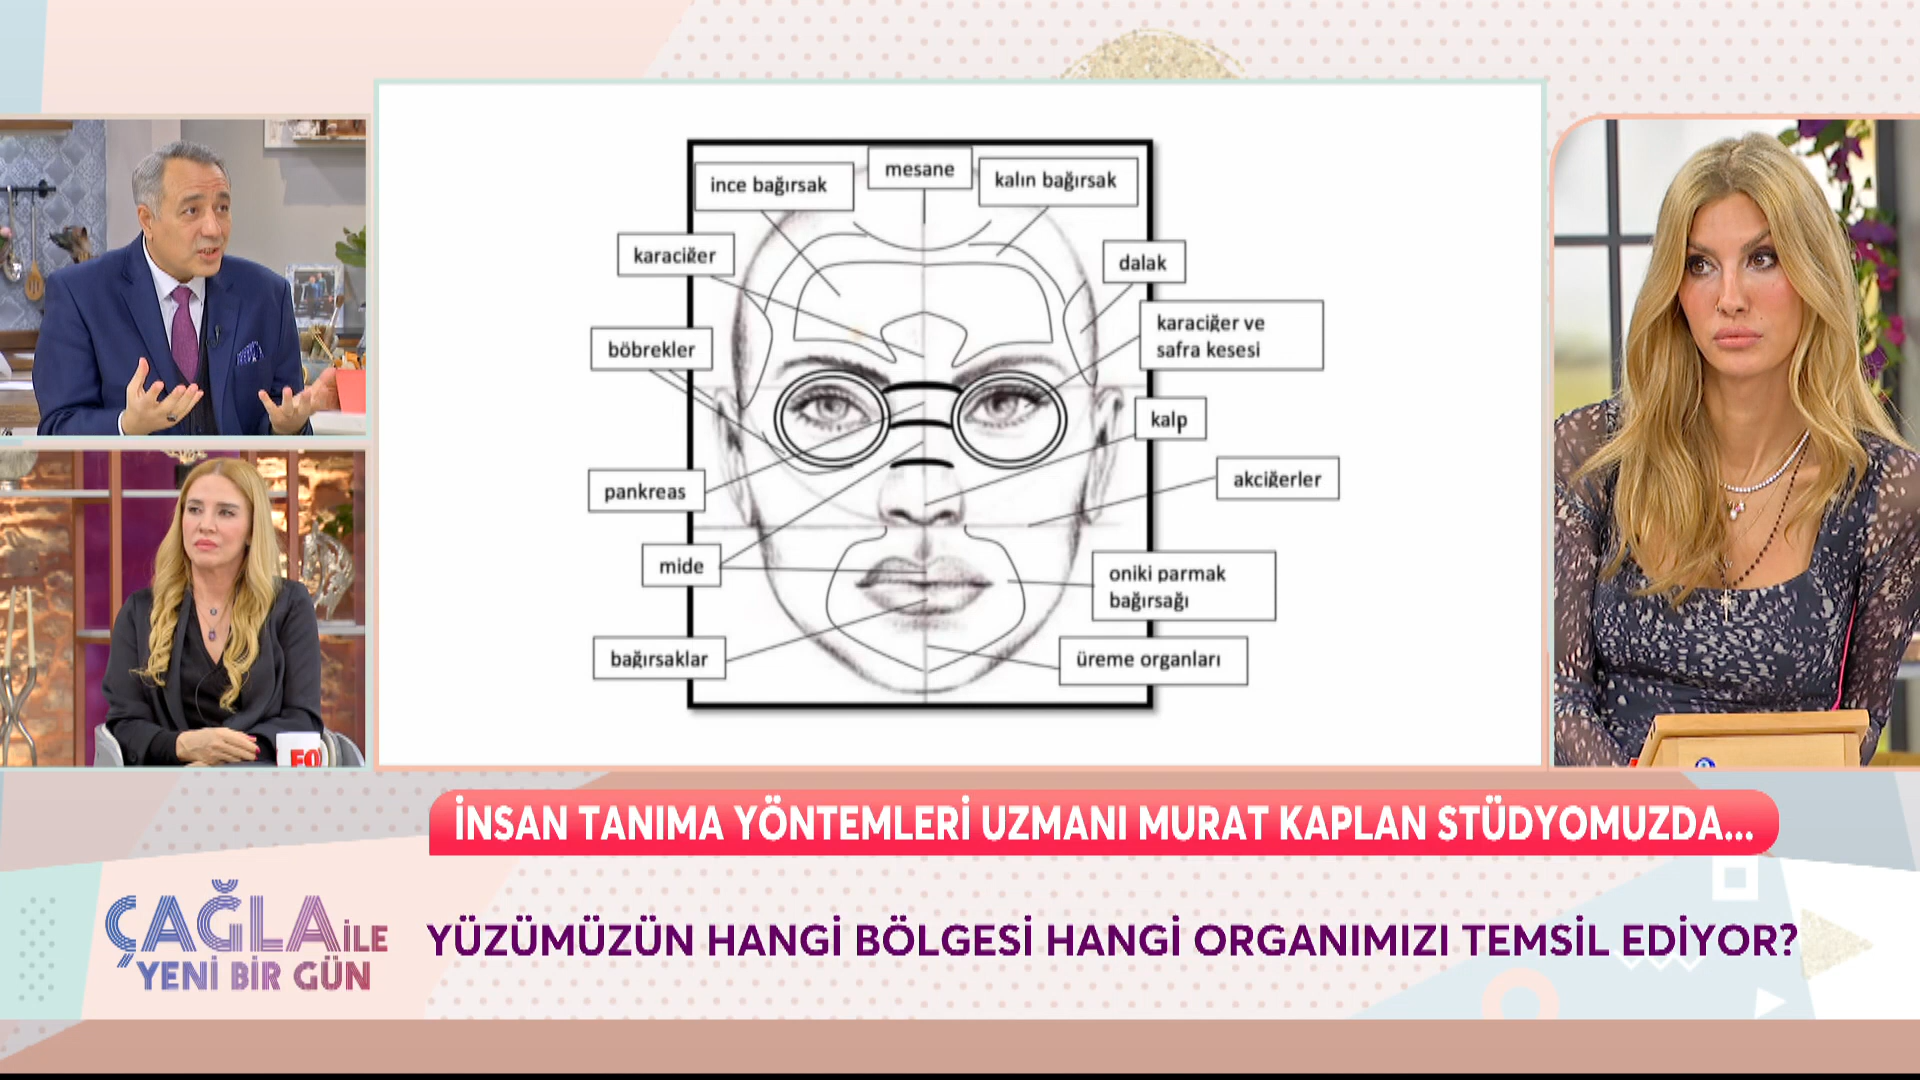 mesane
ince bağırsak
kalın bağırsak
karaciğer
dalak
karaciğer ve
safra kesesi
böbrekler
kalp
akciğerler
pankreas
mide
oniki parmak
bağırsağı
bağırsaklar
üreme organları
FO
İNSAN TANIMA YÖNTEMLERİ UZMANI MURAT KAPLAN STÜDYOMUZDA...
ÇAĞLA İLE
YENİ BİR GÜN
YÜZÜMÜZÜN HANGİ BÖLGESİ HANGİ ORGANIMIZI TEMSİL EDİYOR?